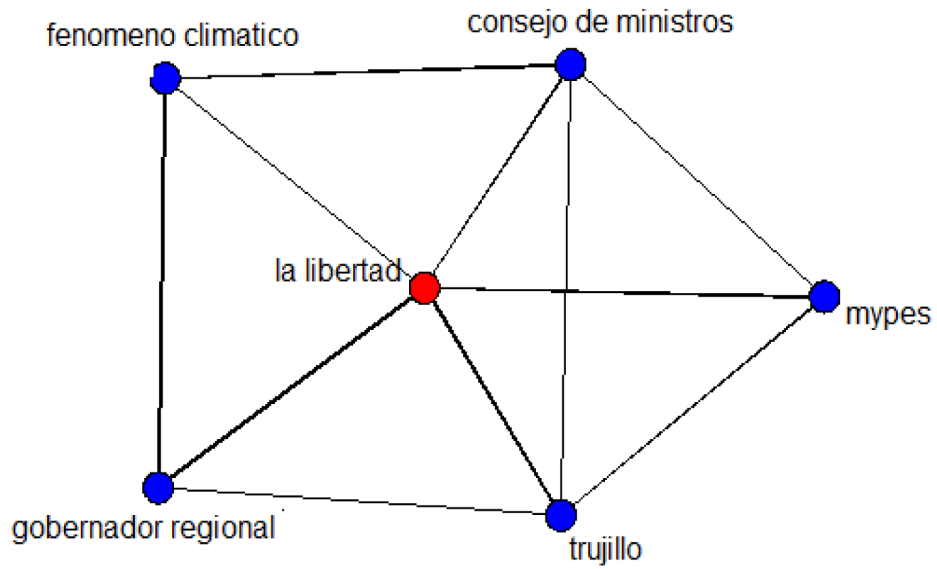 consejo de ministros
fenomeno climatico
la libertad
mypes
gobernador regional
trujillo